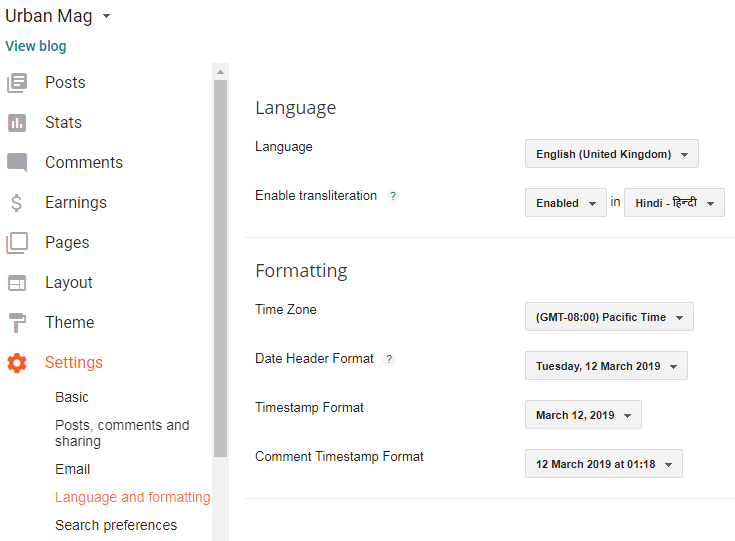 Urban Mag
View blog
Posts
Stats
Comments
Earnings
Pages
Layout
Theme
Settings
Basic
Posts, comments and
sharing
Email
Language and formatting
Search preferences
Language
Language English (United Kingdom)
Enable transliteration ? Enabled in Hindi - हिन्दी
Formatting
Time Zone (GMT-08:00) Pacific Time
Date Header Format ? Tuesday, 12 March 2019
Timestamp Format March 12, 2019
Comment Timestamp Format 12 March 2019 at 01:18